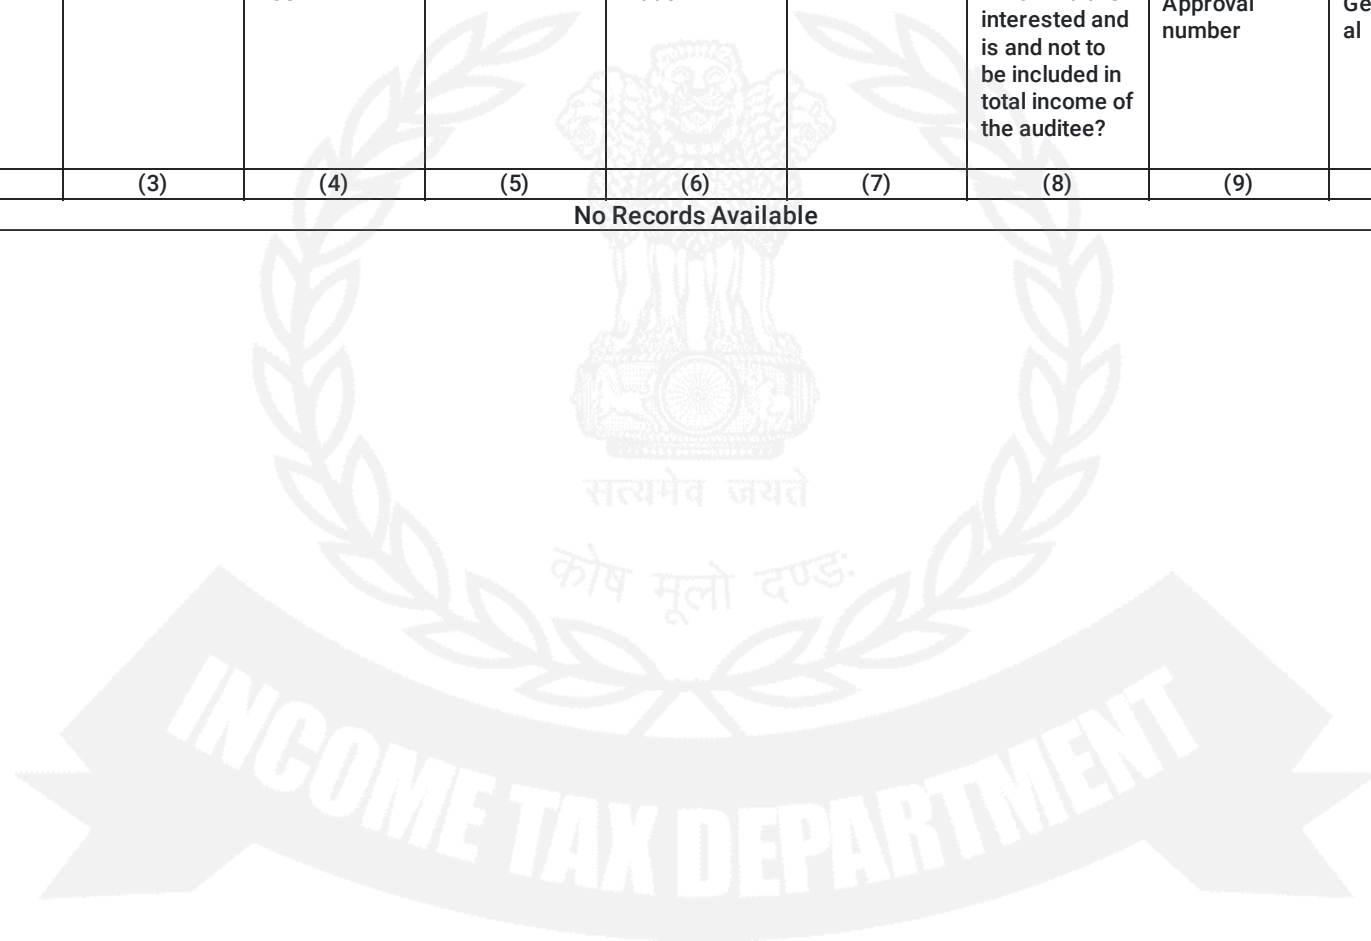 interested and
is and not to
be included in
total income of
the auditee?
Approval
number
al
(3) (4) (5) (6) (7) (8) (9)
No Records Available
सत्यमेव जयते
कोष मूलो दण्डः
INCOME TAX DEPARTMENT